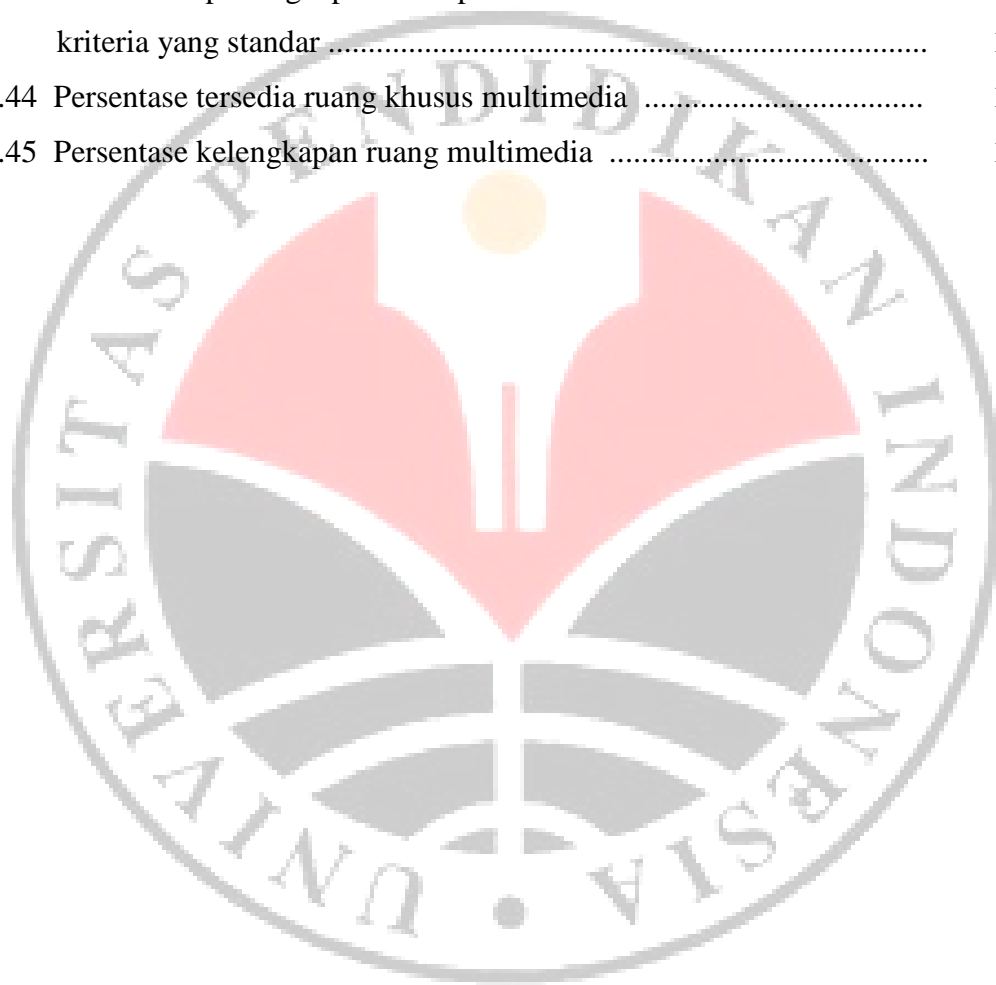 kriteria yang standar ...........................................................................
.44 Persentase tersedia ruang khusus multimedia ...................................
.45 Persentase kelengkapan ruang multimedia ........................................
UNIVERSITAS PENDIDIKAN INDONESIA